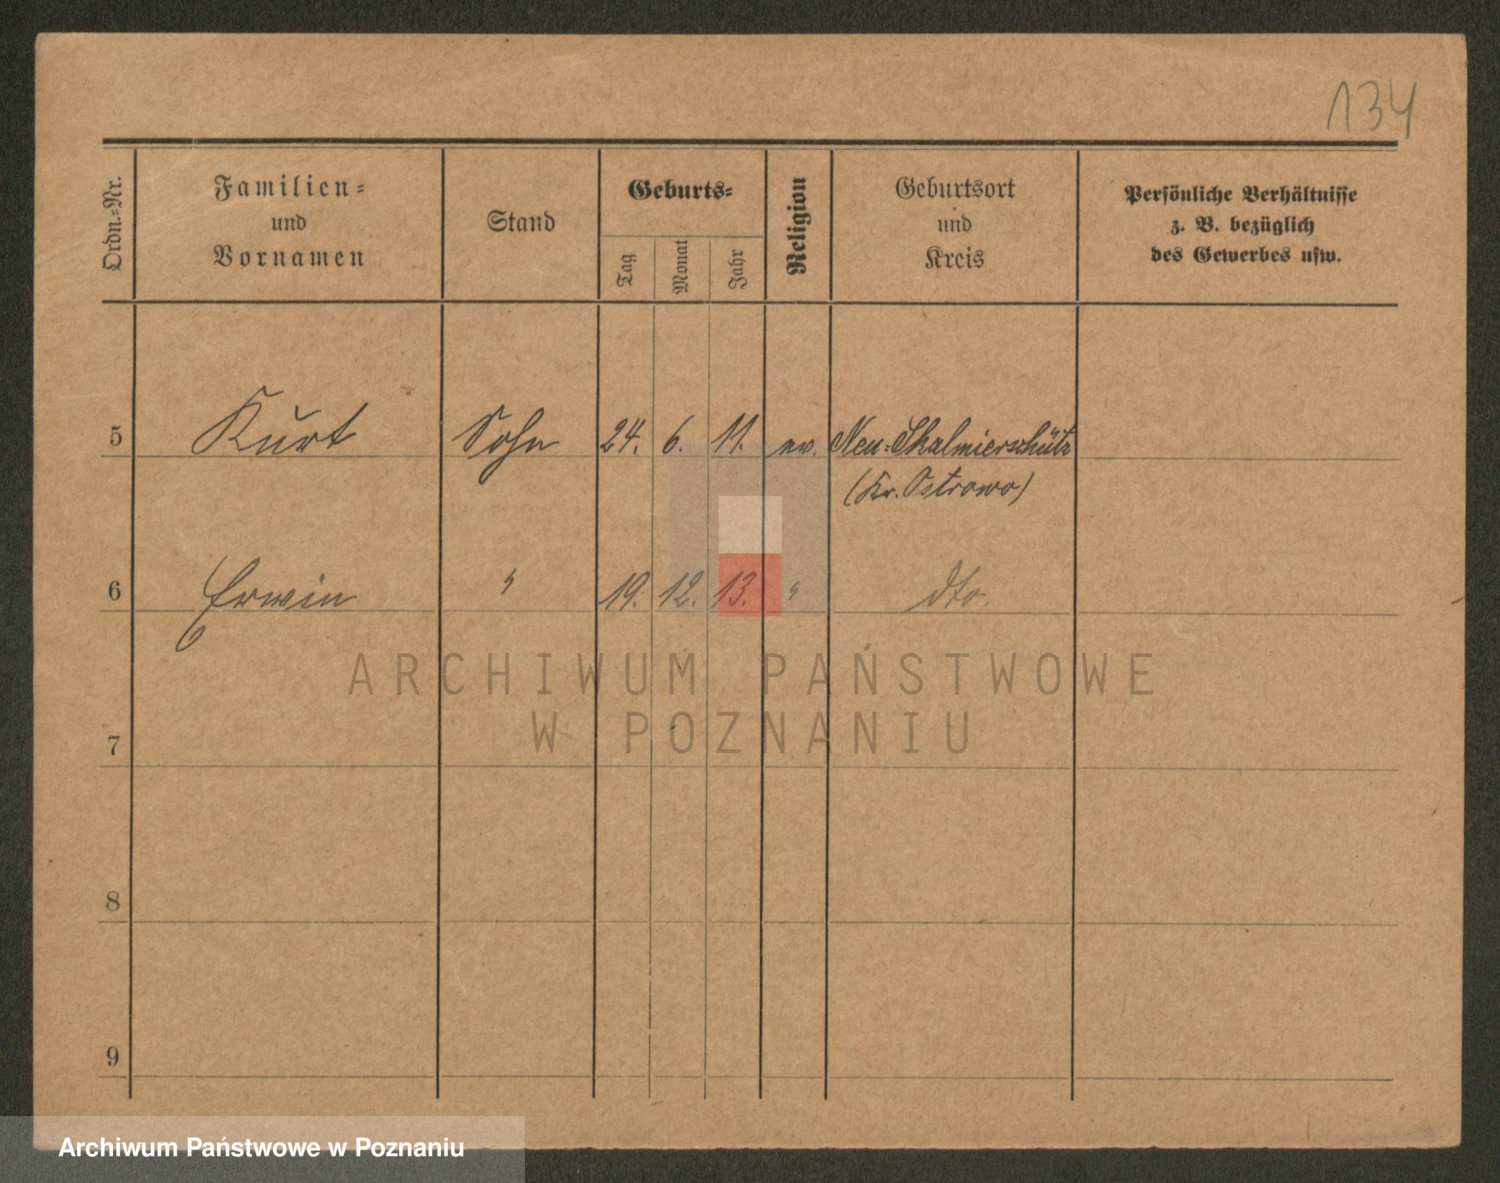 134
Ordn.-Nr.
Familien-
und
Vornamen
Stand
Geburts-
Tag
Monat
Jahr
Religion
Geburtsort
und
Kreis
Persönliche Verhältnisse
z. B. bezüglich
des Gewerbes usw.
5 Kurt Sohn 24. 6. 11. ev. Neu-Skalmierschütz
(Kr. Ostrowo)
6 Erwin " 19. 12. 13. " dto.
ARCHIWUM PAŃSTWOWE
W POZNANIU
7
8
9
Archiwum Państwowe w Poznaniu